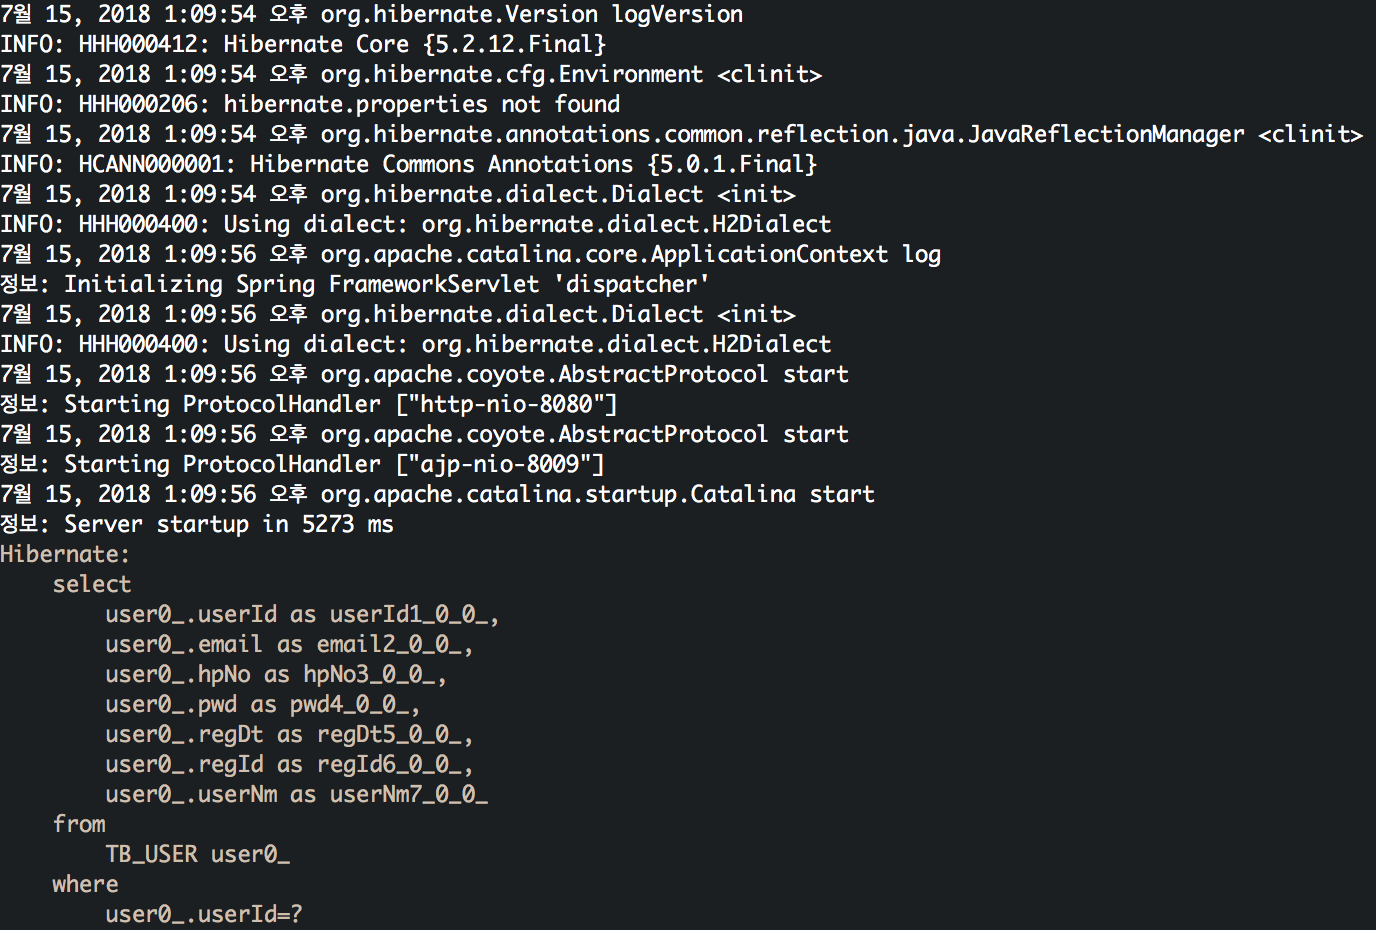 7월 15, 2018 1:09:54 오후 org.hibernate.Version logVersion
INFO: HHH000412: Hibernate Core {5.2.12.Final}
7월 15, 2018 1:09:54 오후 org.hibernate.cfg.Environment <clinit>
INFO: HHH000206: hibernate.properties not found
7월 15, 2018 1:09:54 오후 org.hibernate.annotations.common.reflection.java.JavaReflectionManager <clinit>
INFO: HCANN000001: Hibernate Commons Annotations {5.0.1.Final}
7월 15, 2018 1:09:54 오후 org.hibernate.dialect.Dialect <init>
INFO: HHH000400: Using dialect: org.hibernate.dialect.H2Dialect
7월 15, 2018 1:09:56 오후 org.apache.catalina.core.ApplicationContext log
정보: Initializing Spring FrameworkServlet 'dispatcher'
7월 15, 2018 1:09:56 오후 org.hibernate.dialect.Dialect <init>
INFO: HHH000400: Using dialect: org.hibernate.dialect.H2Dialect
7월 15, 2018 1:09:56 오후 org.apache.coyote.AbstractProtocol start
정보: Starting ProtocolHandler ["http-nio-8080"]
7월 15, 2018 1:09:56 오후 org.apache.coyote.AbstractProtocol start
정보: Starting ProtocolHandler ["ajp-nio-8009"]
7월 15, 2018 1:09:56 오후 org.apache.catalina.startup.Catalina start
정보: Server startup in 5273 ms
Hibernate:
    select
        user0_.userId as userId1_0_0_,
        user0_.email as email2_0_0_,
        user0_.hpNo as hpNo3_0_0_,
        user0_.pwd as pwd4_0_0_,
        user0_.regDt as regDt5_0_0_,
        user0_.regId as regId6_0_0_,
        user0_.userNm as userNm7_0_0_
    from
        TB_USER user0_
    where
        user0_.userId=?